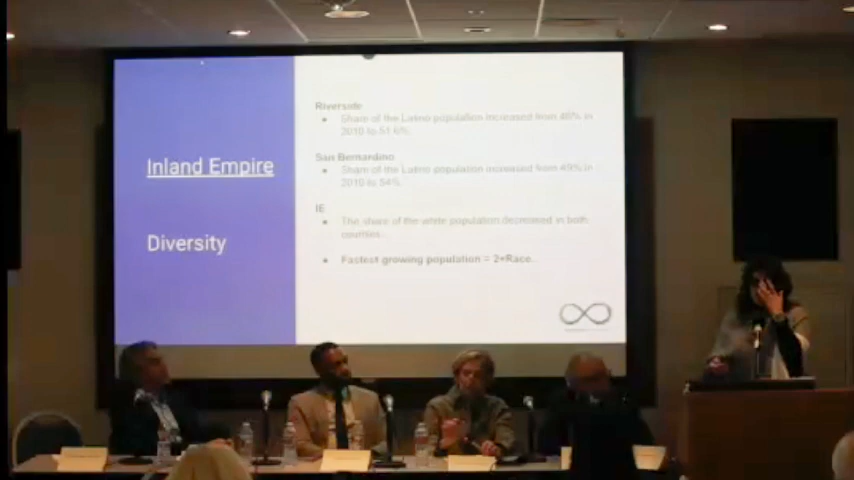 Inland Empire
Diversity
Riverside
Share of the Latino population increased from 46% in
2010 to 51.6%.
San Bernardino
Share of the Latino population increased from 49% in
2010 to 54%.
IE
The share of the white population decreased in both
counties.
Fastest growing population = 2+Race.